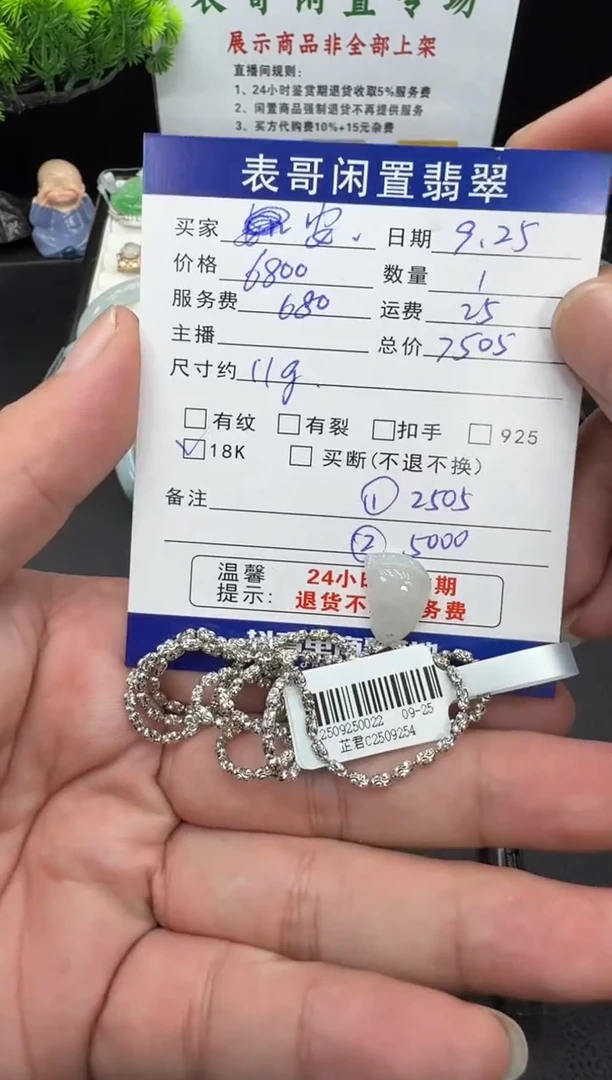 表哥闲置专场
展示商品非全部上架
直播间规则：
1、24小时鉴赏期退货收取5%服务费
2、闲置商品强制退货不再提供服务
3、买方代购费10%+15元杂费
表哥闲置翡翠
买家 安. 日期 9.25
价格 6800 数量 1
服务费 680 运费 25
主播 总价 7505
尺寸约 11g.
有纹 有裂 扣手 925
18K 买断(不退不换)
备注 ① 2505
② 5000
温馨 24小 期
提示： 退货不 务费
2509250022 09-25
芷君C2509254